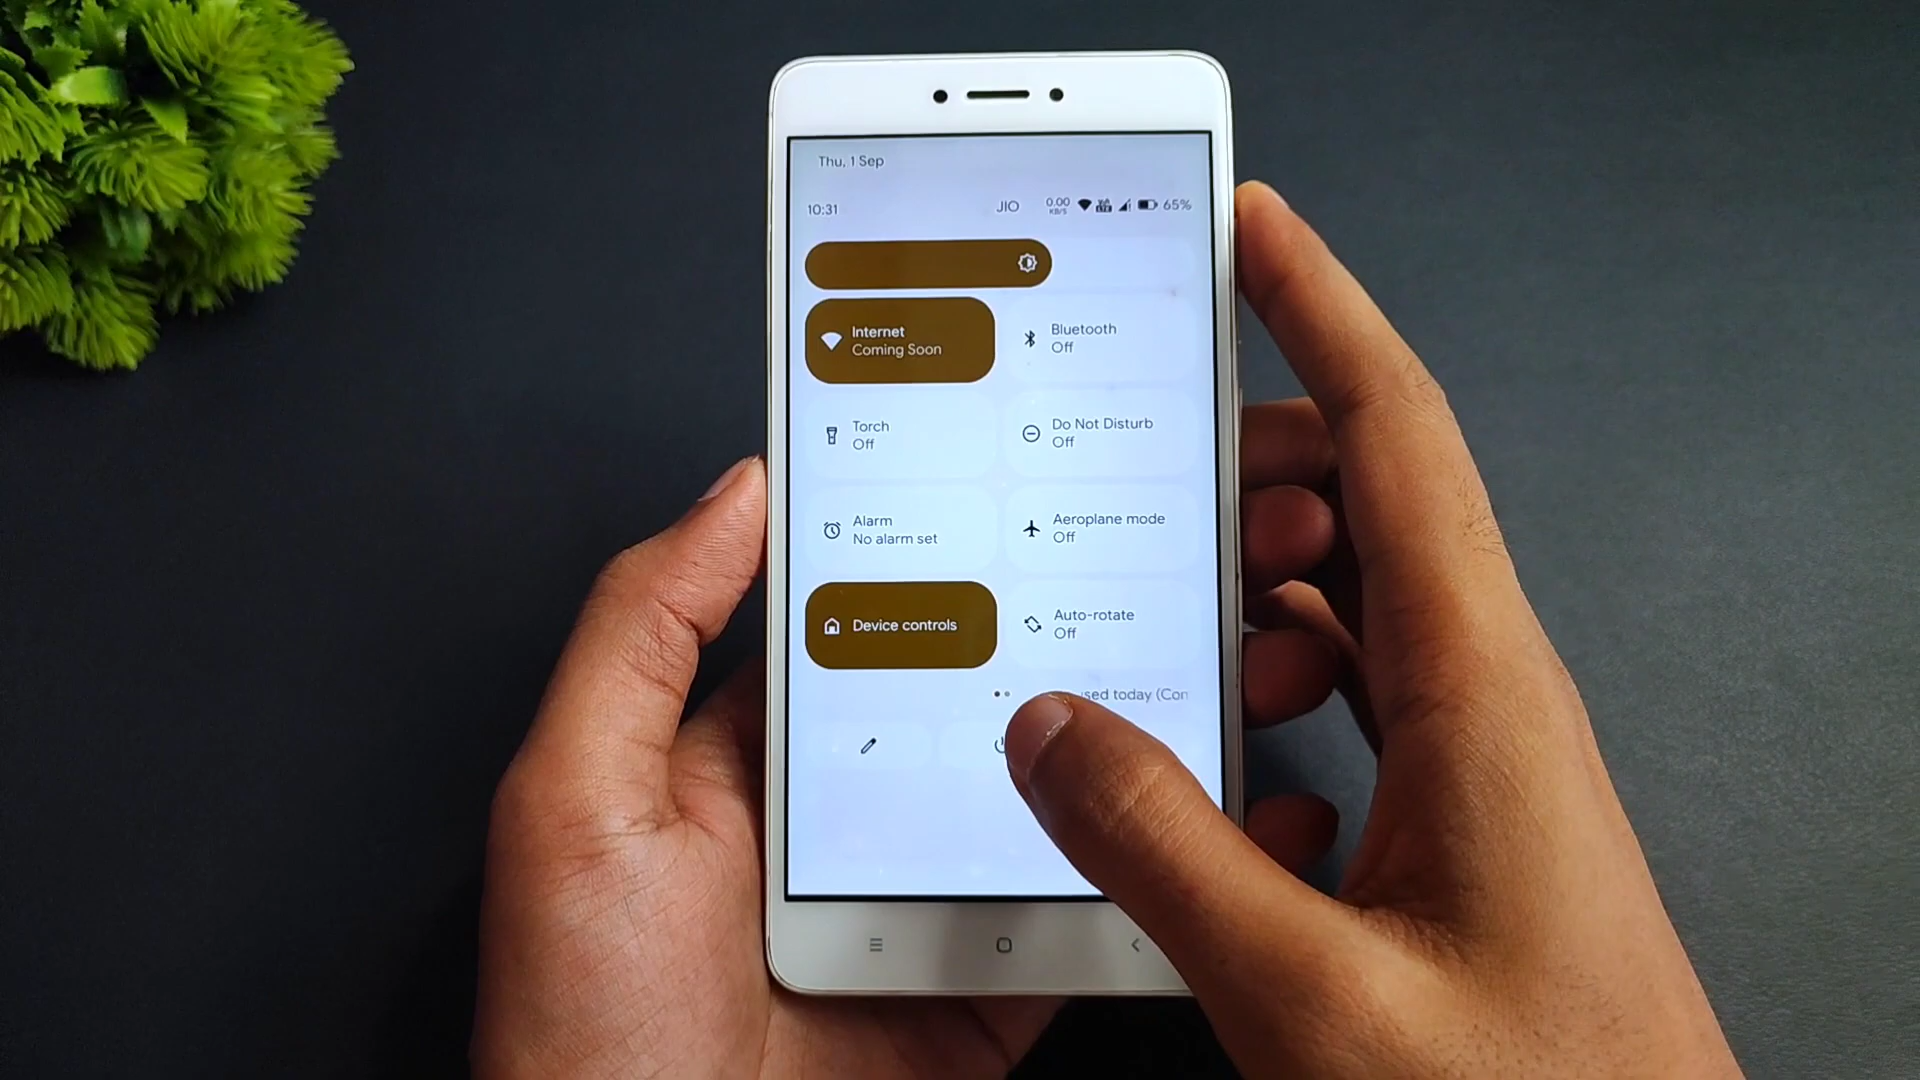 Thu, 1 Sep
10:31 JIO 0.00 KB/S 65%
Internet
Coming Soon
Bluetooth
Off
Torch
Off
Do Not Disturb
Off
Alarm
No alarm set
Aeroplane mode
Off
Device controls
Auto-rotate
Off
today (Con